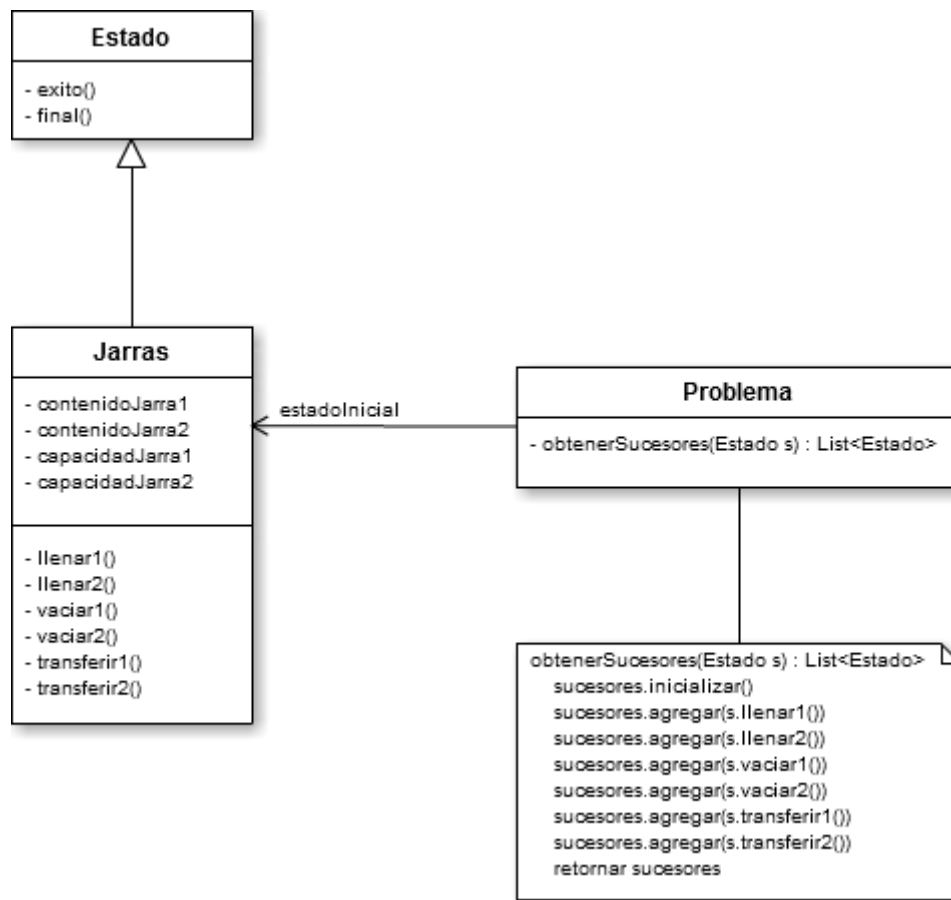 Estado
- exito()
- final()
Jarras
- contenidoJarra1
- contenidoJarra2
- capacidadJarra1
- capacidadJarra2
- llenar1()
- llenar2()
- vaciar1()
- vaciar2()
- transferir1()
- transferir2()
estadoInicial
Problema
- obtenerSucesores(Estado s) : List<Estado>
obtenerSucesores(Estado s) : List<Estado>
sucesores.inicializar()
sucesores.agregar(s.llenar1())
sucesores.agregar(s.llenar2())
sucesores.agregar(s.vaciar1())
sucesores.agregar(s.vaciar2())
sucesores.agregar(s.transferir1())
sucesores.agregar(s.transferir2())
retornar sucesores